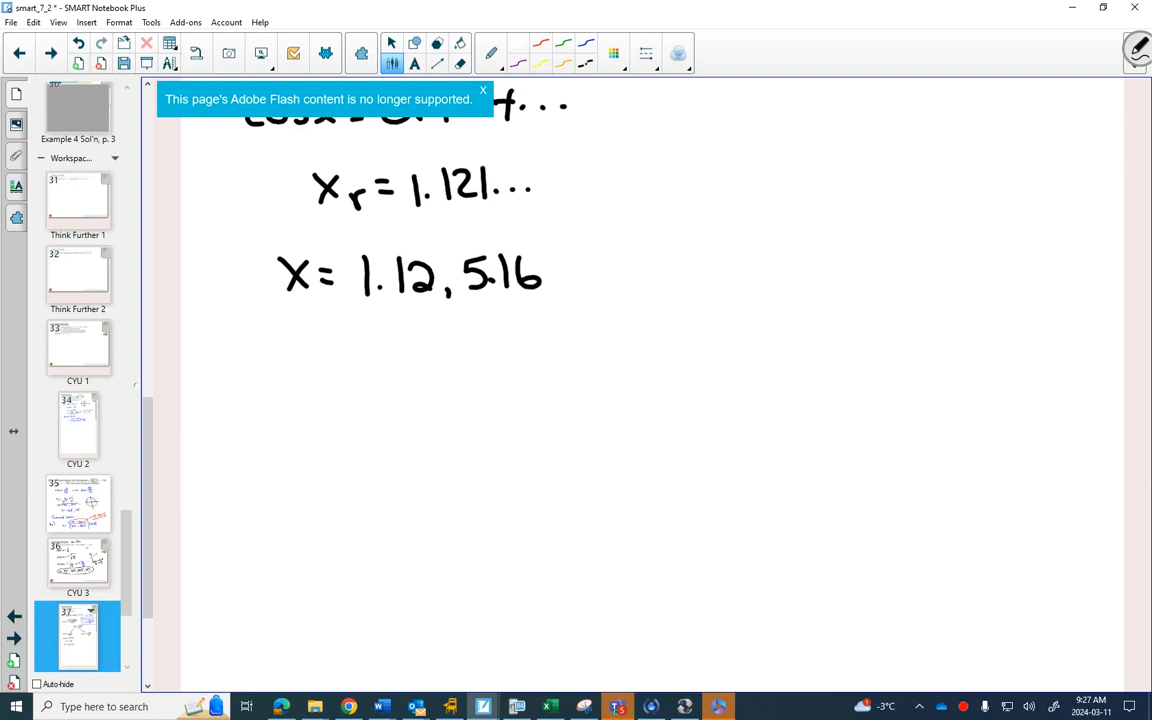 smart_7_2 * - SMART Notebook Plus
File Edit View Insert Format Tools Add-ons Account Help
This page's Adobe Flash content is no longer supported. X
xᵣ = 1.121...
x = 1.12, 5.16
30
Example 4 Sol'n, p. 3
Workspac...
31
Think Further 1
32
Think Further 2
33
CYU 1
34
CYU 2
35
36
CYU 3
37
Auto-hide
Type here to search
-3°C
9:27 AM
2024-03-11